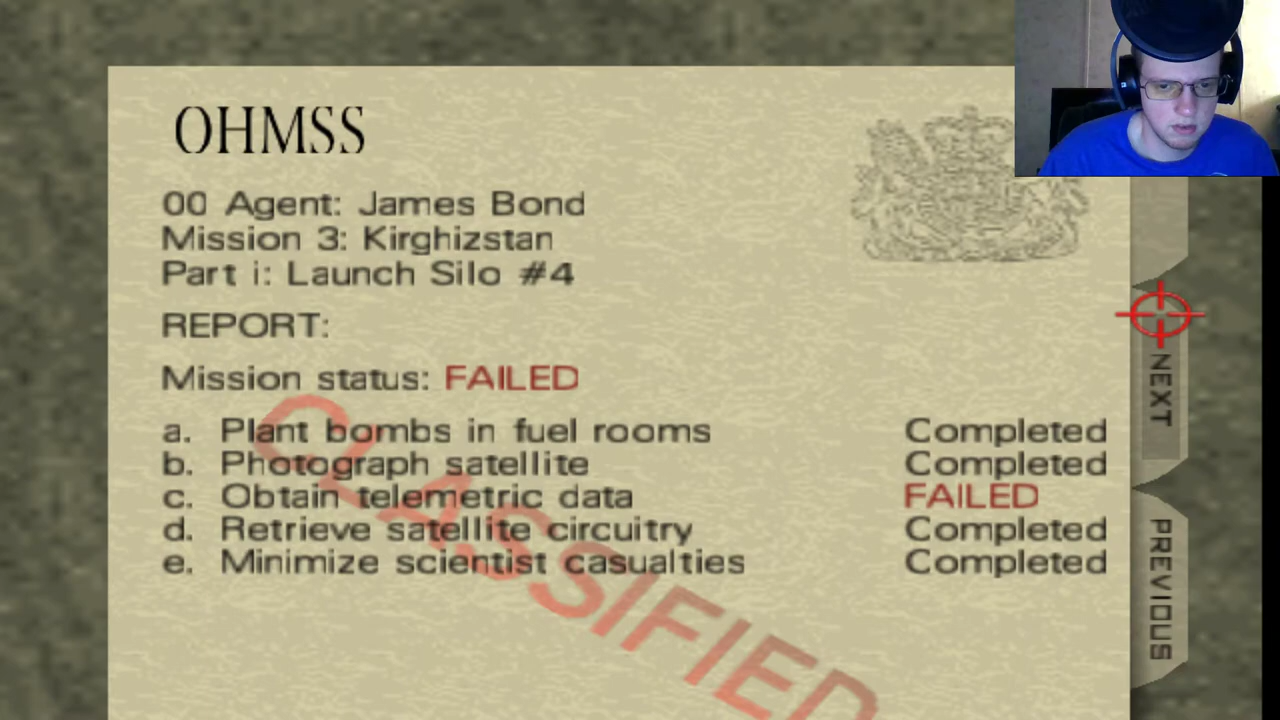 OHMSS
00 Agent: James Bond
Mission 3: Kirghizstan
Part i: Launch Silo #4
REPORT:
Mission status: FAILED
a. Plant bombs in fuel rooms Completed
b. Photograph satellite Completed
c. Obtain telemetric data FAILED
d. Retrieve satellite circuitry Completed
e. Minimize scientist casualties Completed
CLASSIFIED
NEXT
PREVIOUS